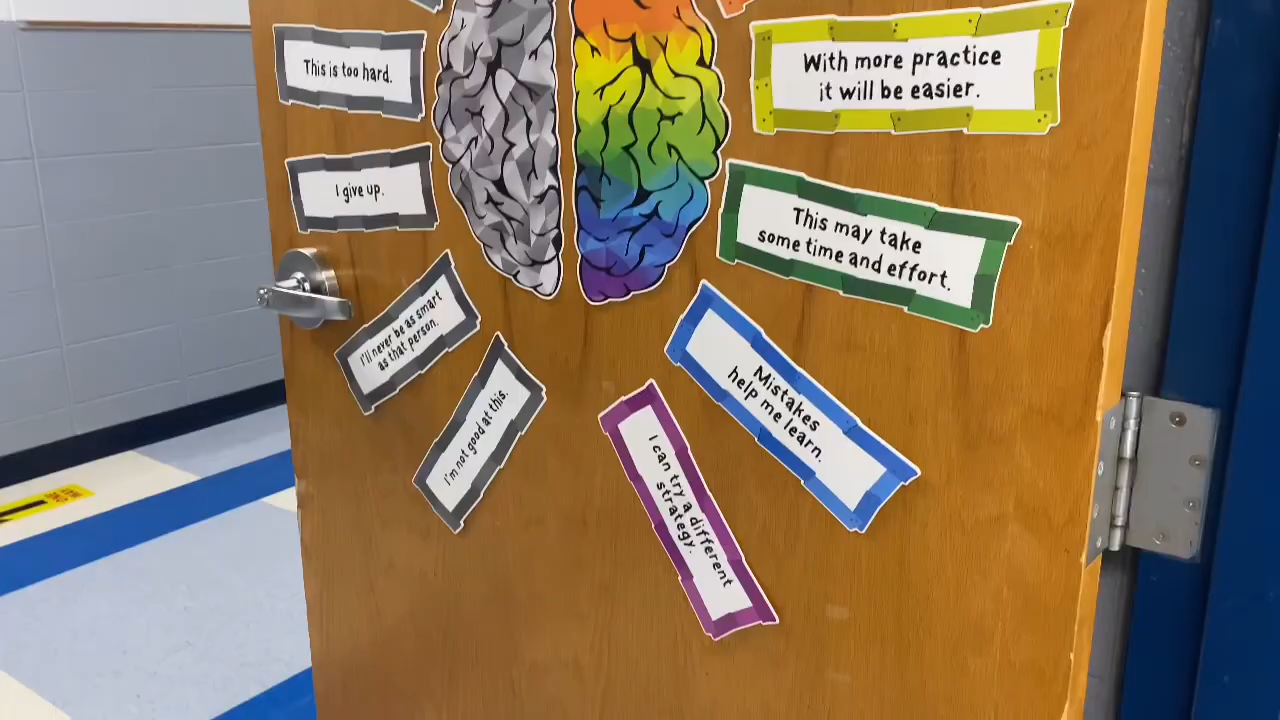 This is too hard.
I give up.
I'll never be as smart
as that person.
I'm not good at this.
With more practice
it will be easier.
This may take
some time and effort.
Mistakes
help me learn.
I can try a different
strategy.